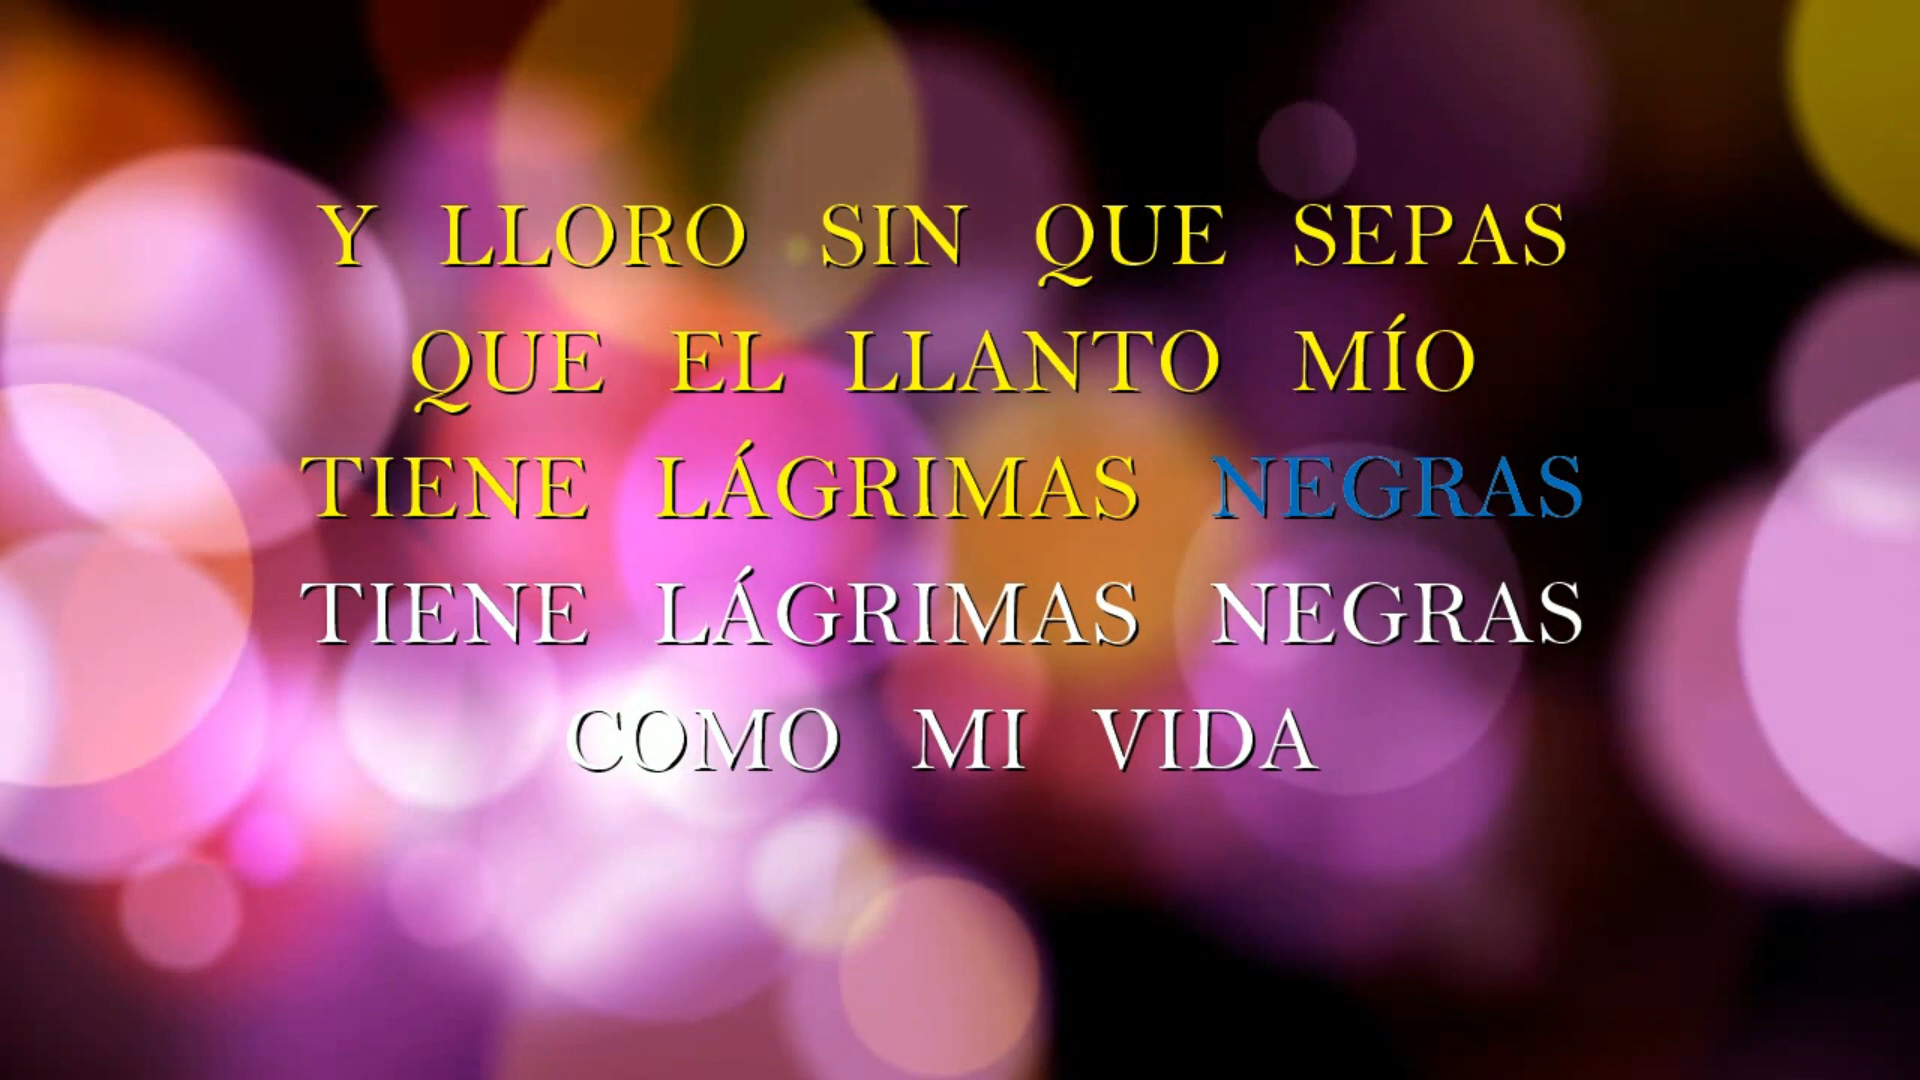 Y LLORO SIN QUE SEPAS
QUE EL LLANTO MÍO
TIENE LÁGRIMAS NEGRAS
TIENE LÁGRIMAS NEGRAS
COMO MI VIDA